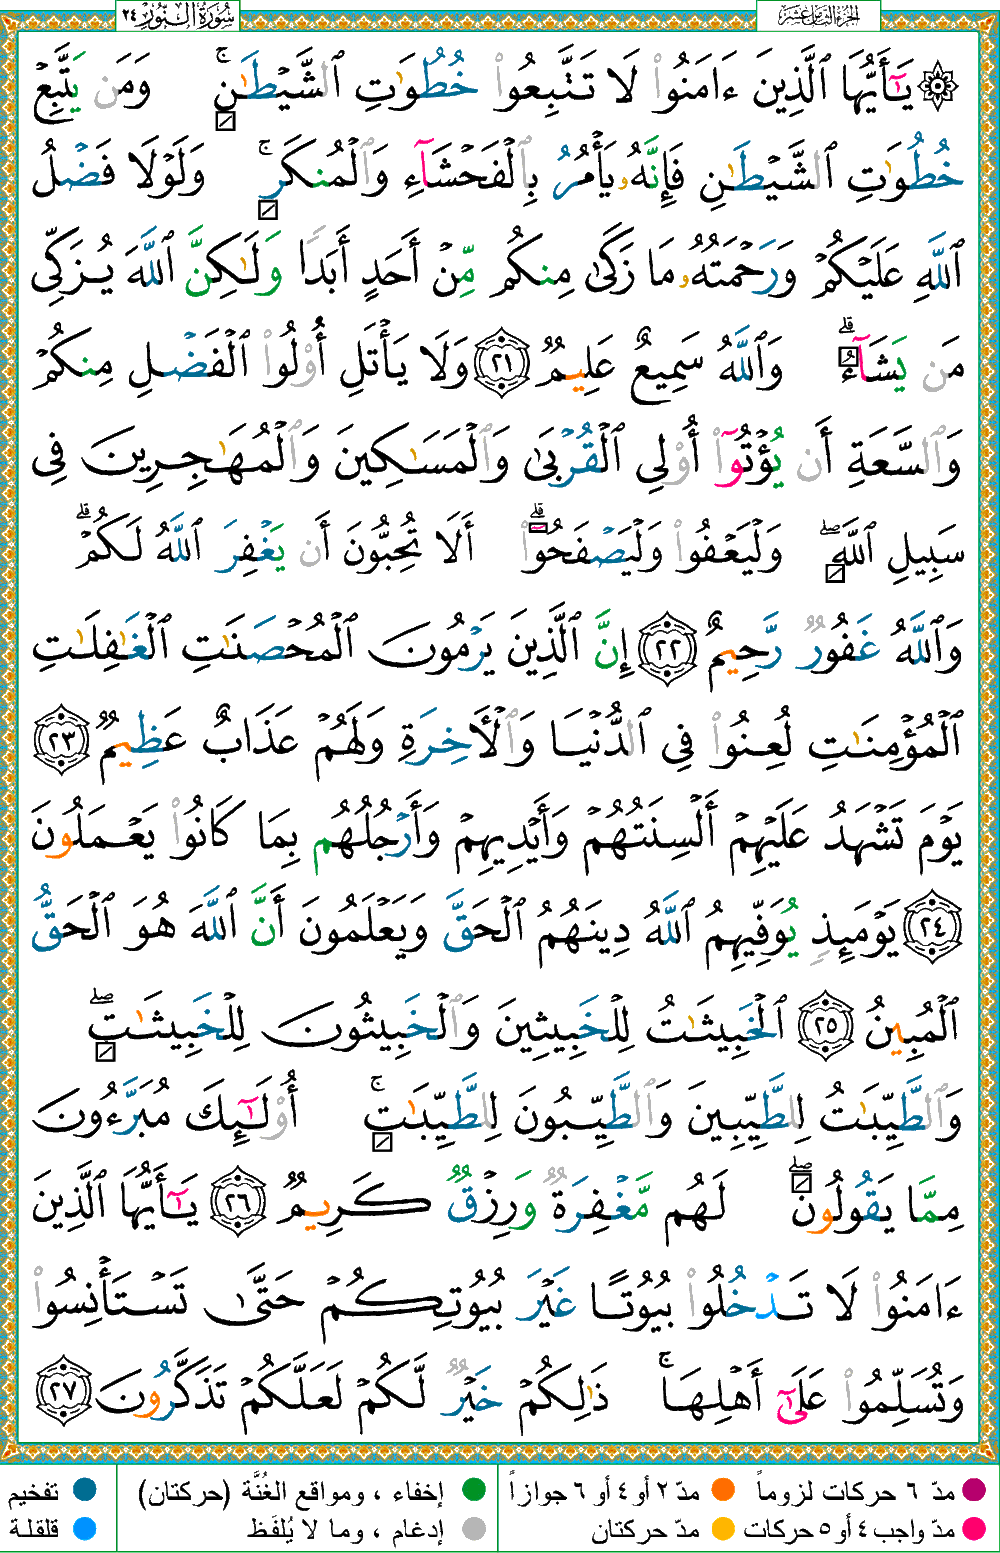 سُورَةُ النُّورِ ٢٤
الجزء الثامن عشر
۞ يَـٰٓأَيُّهَا ٱلَّذِينَ ءَامَنُوا۟ لَا تَتَّبِعُوا۟ خُطُوَٰتِ ٱلشَّيْطَـٰنِ ۚ وَمَن يَتَّبِعْ
خُطُوَٰتِ ٱلشَّيْطَـٰنِ فَإِنَّهُۥ يَأْمُرُ بِٱلْفَحْشَآءِ وَٱلْمُنكَرِ ۚ وَلَوْلَا فَضْلُ
ٱللَّهِ عَلَيْكُمْ وَرَحْمَتُهُۥ مَا زَكَىٰ مِنكُم مِّنْ أَحَدٍ أَبَدًا وَلَـٰكِنَّ ٱللَّهَ يُزَكِّى
مَن يَشَآءُ ۗ وَٱللَّهُ سَمِيعٌ عَلِيمٌ ٢١ وَلَا يَأْتَلِ أُو۟لُوا۟ ٱلْفَضْلِ مِنكُمْ
وَٱلسَّعَةِ أَن يُؤْتُوٓا۟ أُو۟لِى ٱلْقُرْبَىٰ وَٱلْمَسَـٰكِينَ وَٱلْمُهَـٰجِرِينَ فِى
سَبِيلِ ٱللَّهِ ۖ وَلْيَعْفُوا۟ وَلْيَصْفَحُوٓا۟ ۗ أَلَا تُحِبُّونَ أَن يَغْفِرَ ٱللَّهُ لَكُمْ ۗ
وَٱللَّهُ غَفُورٌ رَّحِيمٌ ٢٢ إِنَّ ٱلَّذِينَ يَرْمُونَ ٱلْمُحْصَنَـٰتِ ٱلْغَـٰفِلَـٰتِ
ٱلْمُؤْمِنَـٰتِ لُعِنُوا۟ فِى ٱلدُّنْيَا وَٱلْـَٔاخِرَةِ وَلَهُمْ عَذَابٌ عَظِيمٌ ٢٣
يَوْمَ تَشْهَدُ عَلَيْهِمْ أَلْسِنَتُهُمْ وَأَيْدِيهِمْ وَأَرْجُلُهُم بِمَا كَانُوا۟ يَعْمَلُونَ
٢٤ يَوْمَئِذٍ يُوَفِّيهِمُ ٱللَّهُ دِينَهُمُ ٱلْحَقَّ وَيَعْلَمُونَ أَنَّ ٱللَّهَ هُوَ ٱلْحَقُّ
ٱلْمُبِينُ ٢٥ ٱلْخَبِيثَـٰتُ لِلْخَبِيثِينَ وَٱلْخَبِيثُونَ لِلْخَبِيثَـٰتِ ۖ
وَٱلطَّيِّبَـٰتُ لِلطَّيِّبِينَ وَٱلطَّيِّبُونَ لِلطَّيِّبَـٰتِ ۚ أُو۟لَـٰٓئِكَ مُبَرَّءُونَ
مِمَّا يَقُولُونَ ۖ لَهُم مَّغْفِرَةٌ وَرِزْقٌ كَرِيمٌ ٢٦ يَـٰٓأَيُّهَا ٱلَّذِينَ
ءَامَنُوا۟ لَا تَدْخُلُوا۟ بُيُوتًا غَيْرَ بُيُوتِكُمْ حَتَّىٰ تَسْتَأْنِسُوا۟
وَتُسَلِّمُوا۟ عَلَىٰٓ أَهْلِهَا ۚ ذَٰلِكُمْ خَيْرٌ لَّكُمْ لَعَلَّكُمْ تَذَكَّرُونَ ٢٧
مدّ ٦ حركات لزوماً
مدّ ٢ أو ٤ أو ٦ جوازاً
إخفاء ، ومواقع الغُنَّة (حركتان)
تفخيم
مدّ واجب ٤ أو ٥ حركات
مدّ حركتان
إدغام ، وما لا يُلفَظ
قلقلة